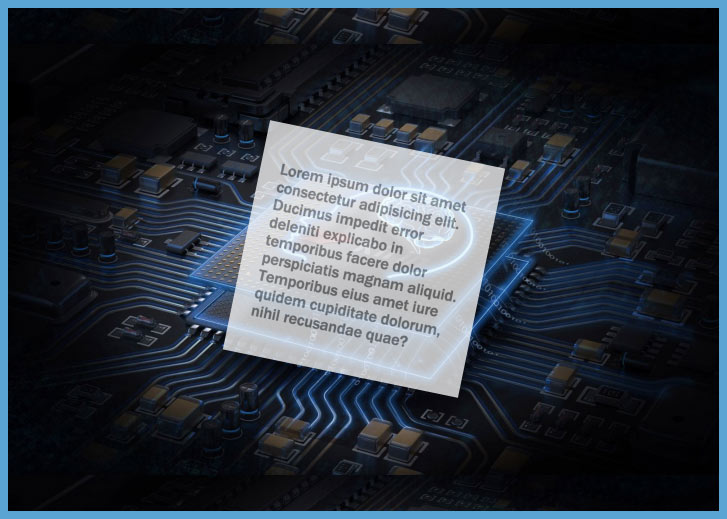 Lorem ipsum dolor sit amet
consectetur adipisicing elit.
Ducimus impedit error
deleniti explicabo in
temporibus facere dolor
perspiciatis magnam aliquid.
Temporibus eius amet iure
quidem cupiditate dolorum,
nihil recusandae quae?